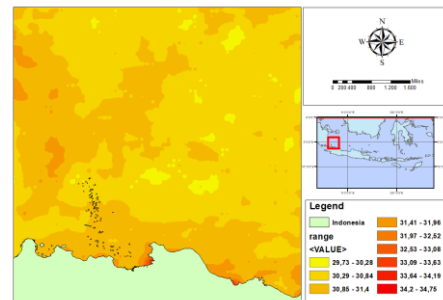 N
W E
S
0 200 400 800 1.200 1.600
Miles
Legend
Indonesia
range
<VALUE>
29,73 - 30,28
30,29 - 30,84
30,85 - 31,4
31,41 - 31,96
31,97 - 32,52
32,53 - 33,08
33,09 - 33,63
33,64 - 34,19
34,2 - 34,75